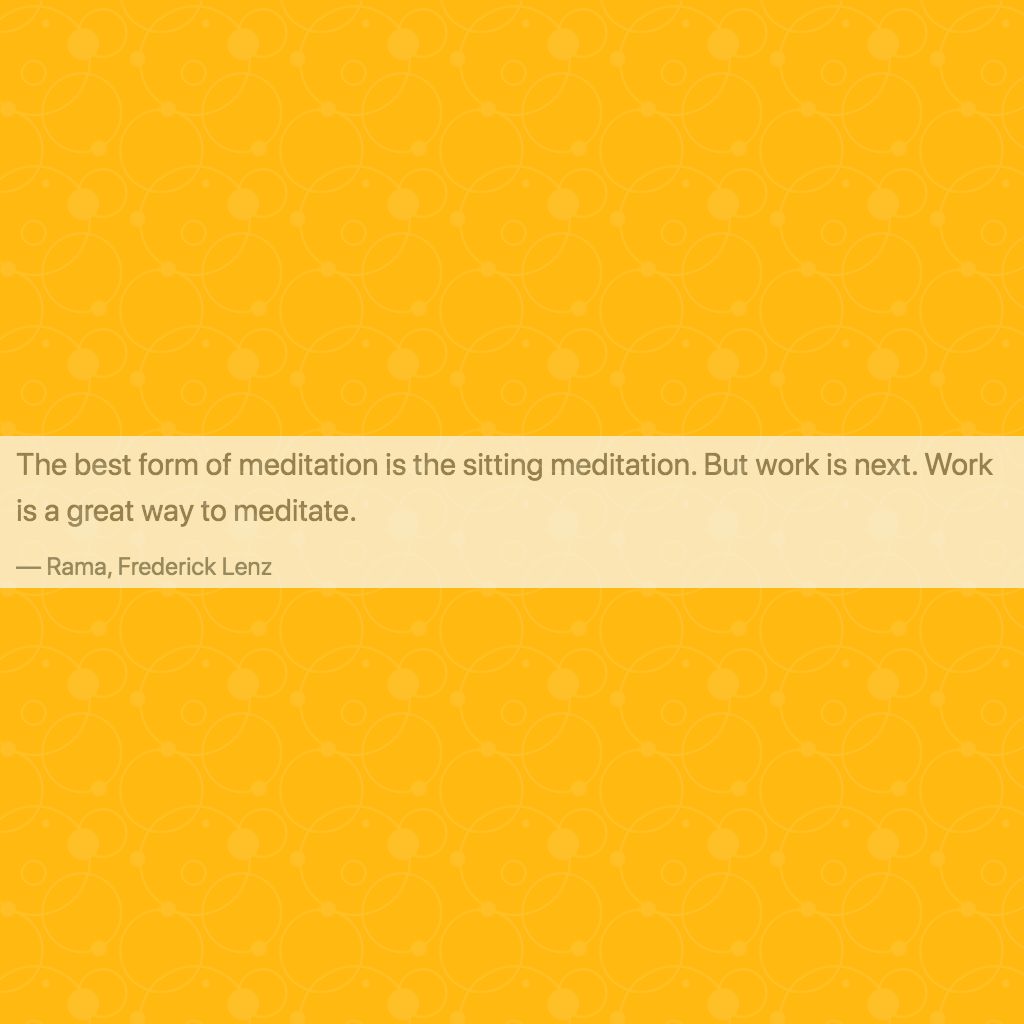 The best form of meditation is the sitting meditation. But work is next. Work
is a great way to meditate.
— Rama, Frederick Lenz